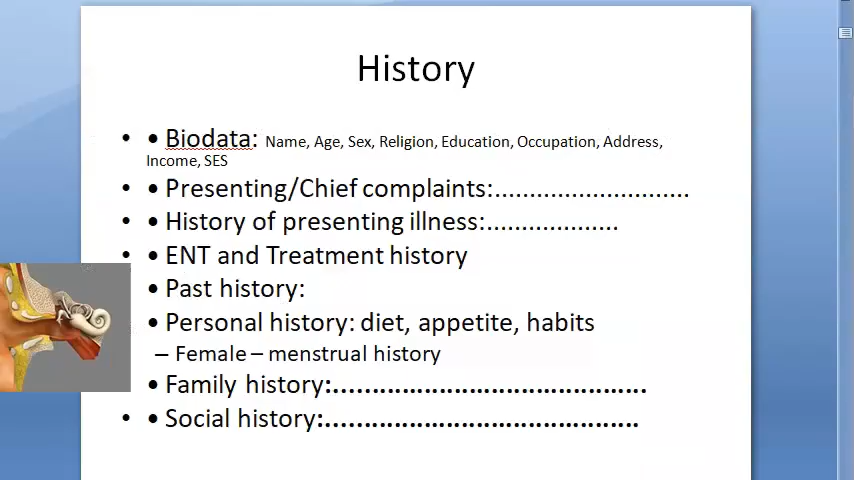 History
• • Biodata: Name, Age, Sex, Religion, Education, Occupation, Address,
Income, SES
• • Presenting/Chief complaints:............................
• • History of presenting illness:...................
• • ENT and Treatment history
• Past history:
• Personal history: diet, appetite, habits
– Female – menstrual history
• Family history:.........................................
• • Social history:.........................................